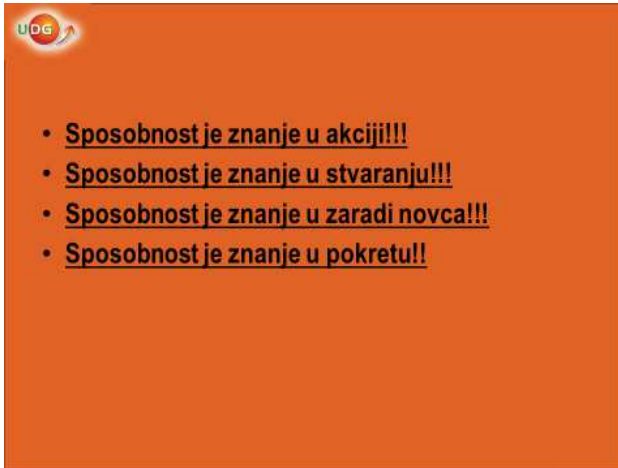 UDG
• Sposobnost je znanje u akciji!!!
• Sposobnost je znanje u stvaranju!!!
• Sposobnost je znanje u zaradi novca!!!
• Sposobnost je znanje u pokretu!!